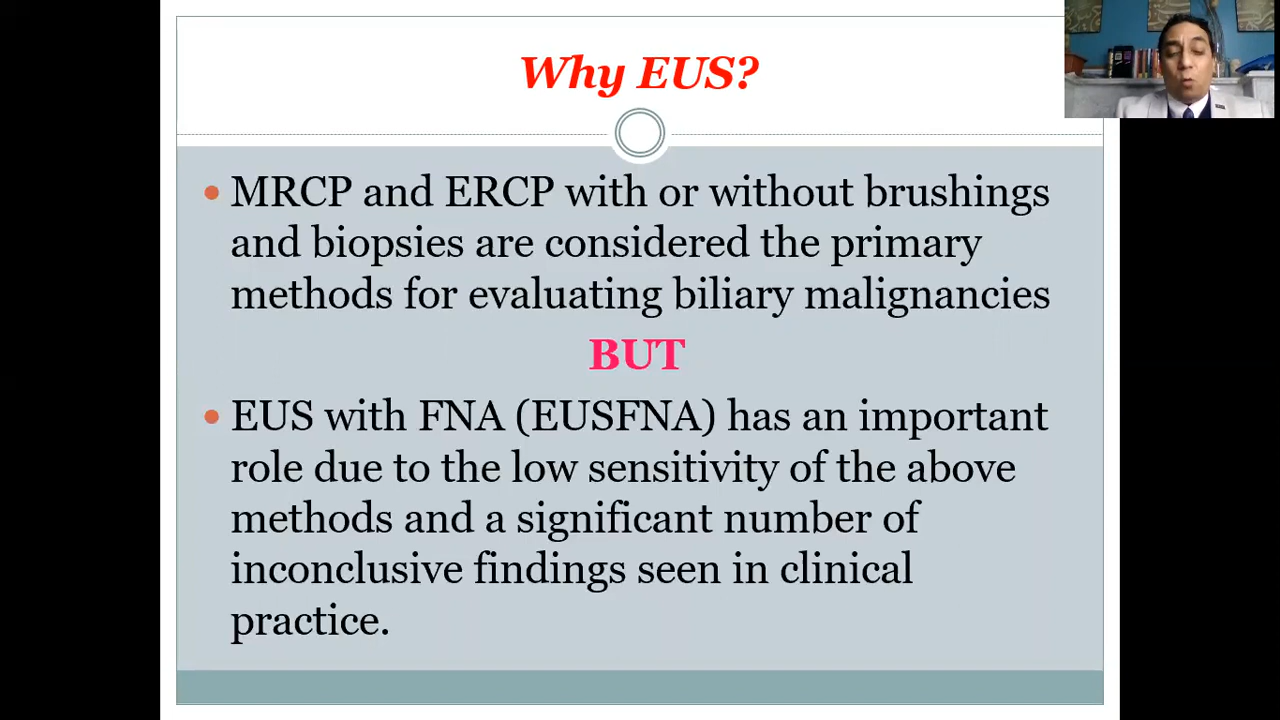 Why EUS?
MRCP and ERCP with or without brushings
and biopsies are considered the primary
methods for evaluating biliary malignancies
BUT
EUS with FNA (EUSFNA) has an important
role due to the low sensitivity of the above
methods and a significant number of
inconclusive findings seen in clinical
practice.